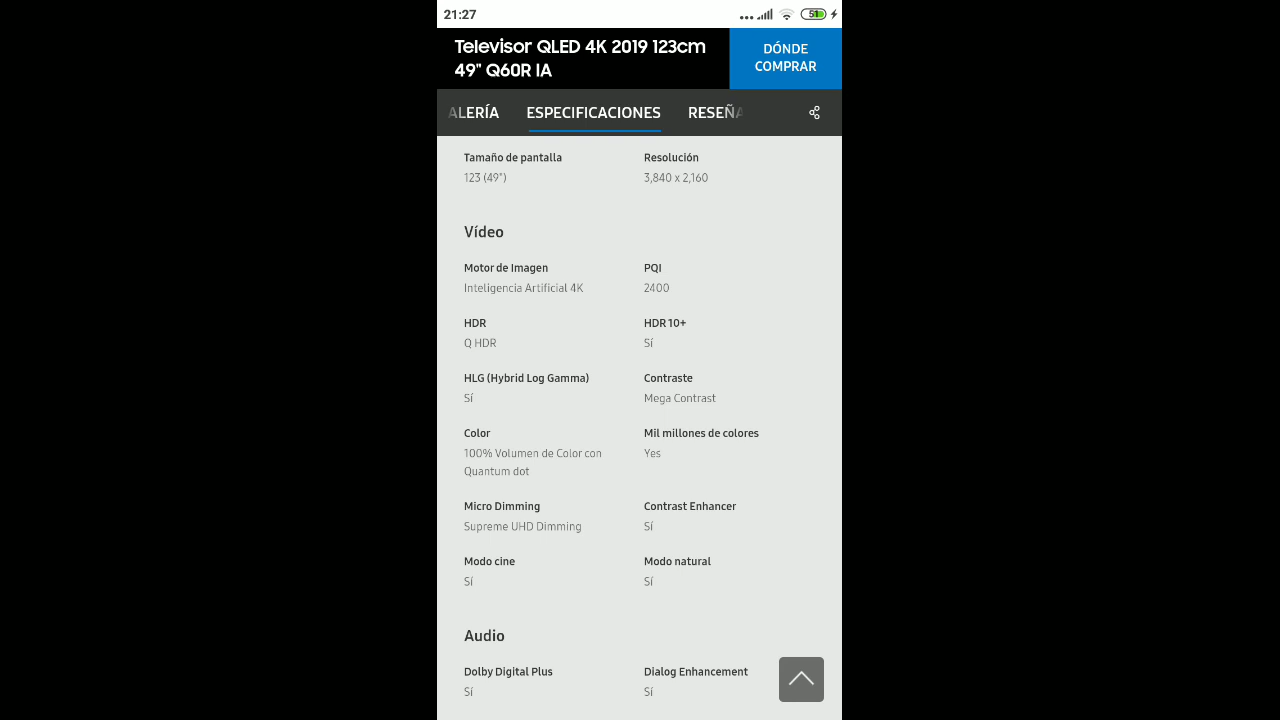 21:27
51
Televisor QLED 4K 2019 123cm
49" Q60R IA
DÓNDE
COMPRAR
ALERÍA ESPECIFICACIONES RESEÑA
Tamaño de pantalla Resolución
123 (49") 3,840 x 2,160
Vídeo
Motor de Imagen PQI
Inteligencia Artificial 4K 2400
HDR HDR 10+
Q HDR Sí
HLG (Hybrid Log Gamma) Contraste
Sí Mega Contrast
Color Mil millones de colores
100% Volumen de Color con Yes
Quantum dot
Micro Dimming Contrast Enhancer
Supreme UHD Dimming Sí
Modo cine Modo natural
Sí Sí
Audio
Dolby Digital Plus Dialog Enhancement
Sí Sí